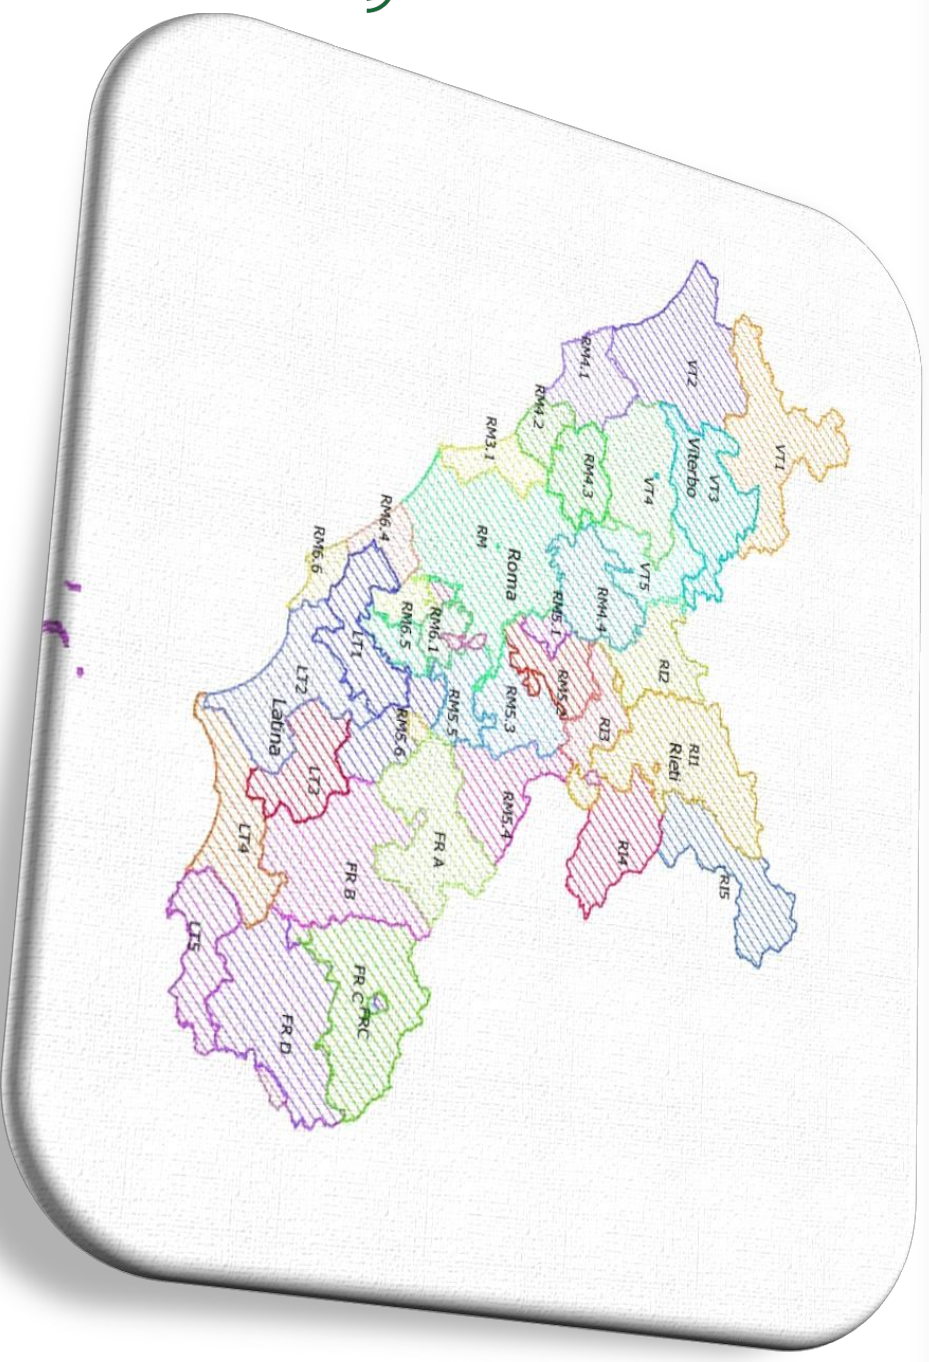 VT1
VT2
VT3
Viterbo
VT4
VT5
RM4.1
RM4.2
RM4.3
RM4.4
RM3.1
RM
Roma
RM5.1
RM5.2
RM5.3
RM5.4
RM5.5
RM5.6
RM6.1
RM6.4
RM6.5
RM6.6
RI1
Rieti
RI2
RI3
RI4
RI5
LT1
LT2
Latina
LT3
LT4
LT5
FR A
FR B
FR C
FRC
FR D